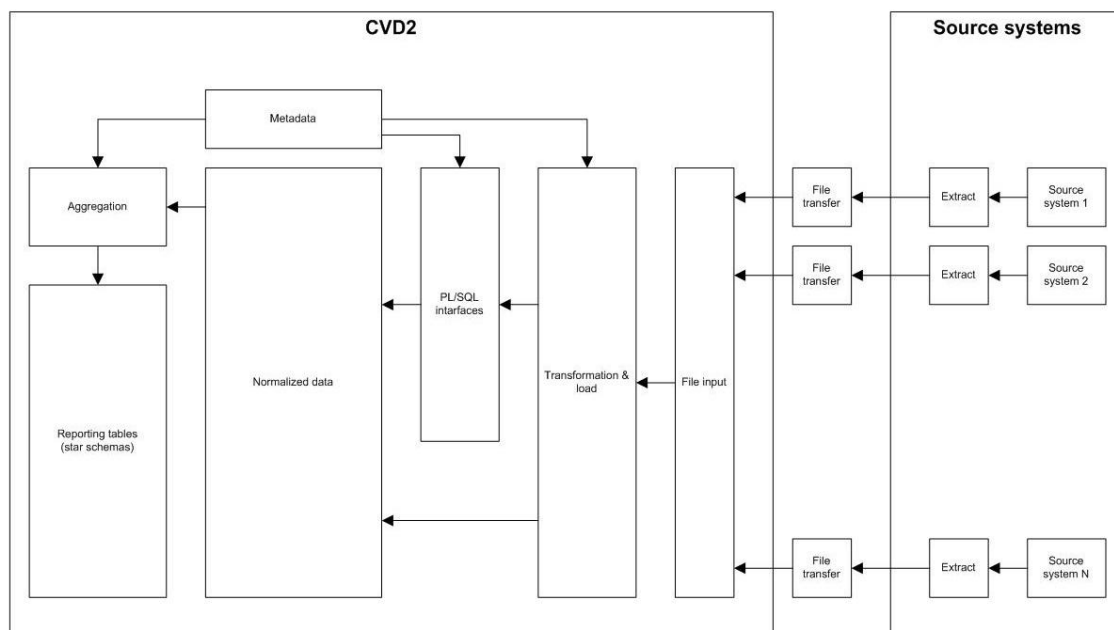 CVD2
Source systems
Metadata
Aggregation
Reporting tables
(star schemas)
Normalized data
PL/SQL
intarfaces
Transformation &
load
File input
File
transfer
Extract
Source
system 1
File
transfer
Extract
Source
system 2
File
transfer
Extract
Source
system N